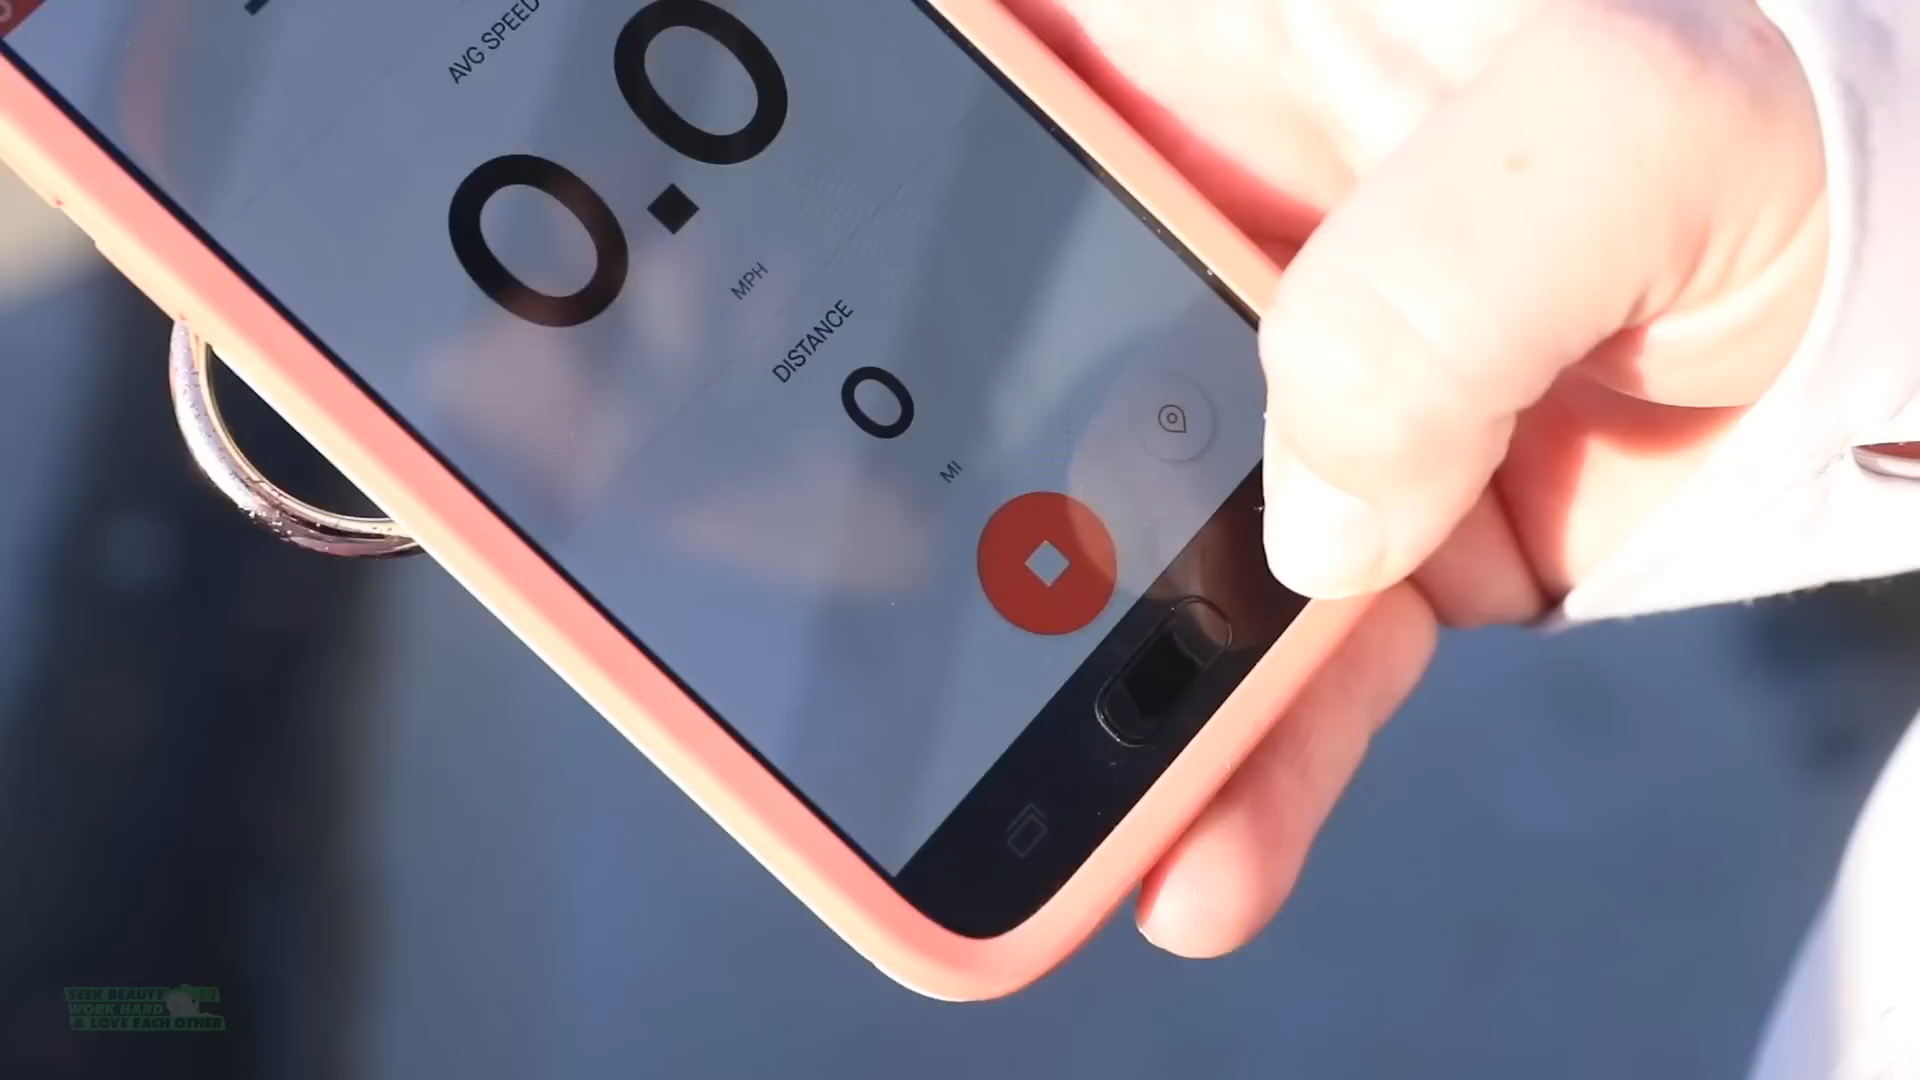 AVG SPEED
0.0
MPH
DISTANCE
0
MI
SEEK BEAUTY
WORK HARD
& LOVE EACH OTHER